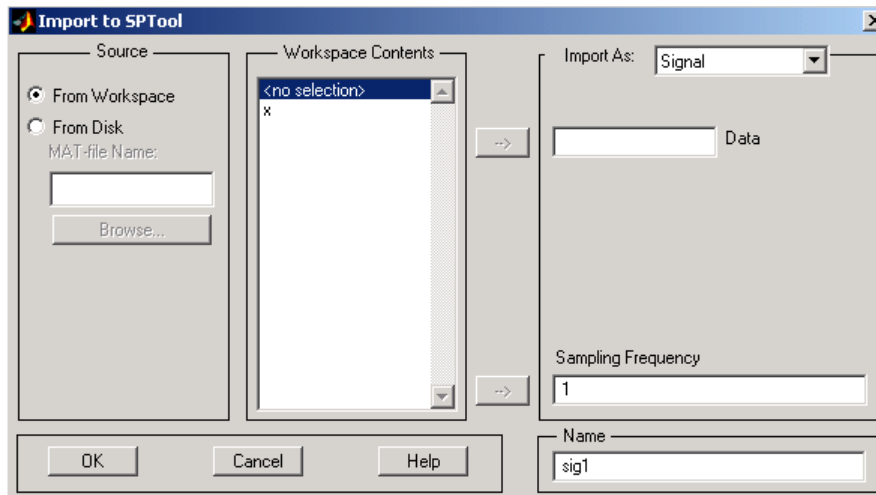 Import to SPTool
Source
From Workspace
From Disk
MAT-file Name:
Browse...
Workspace Contents
<no selection>
x
-->
-->
Import As: Signal
Data
Sampling Frequency
1
OK
Cancel
Help
Name
sig1